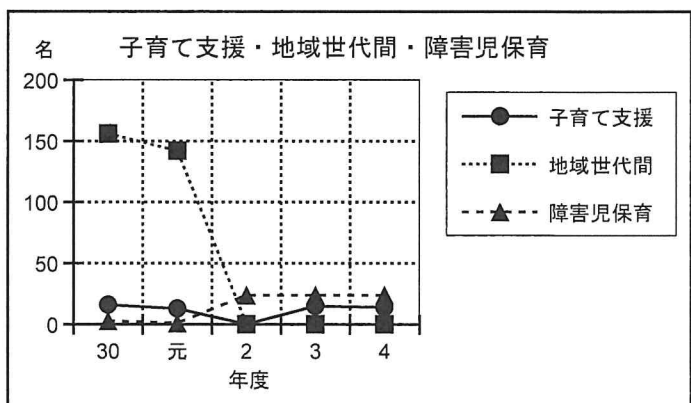 名
子育て支援・地域世代間・障害児保育
200
150
100
50
0
30 元 2 3 4
年度
子育て支援
地域世代間
障害児保育